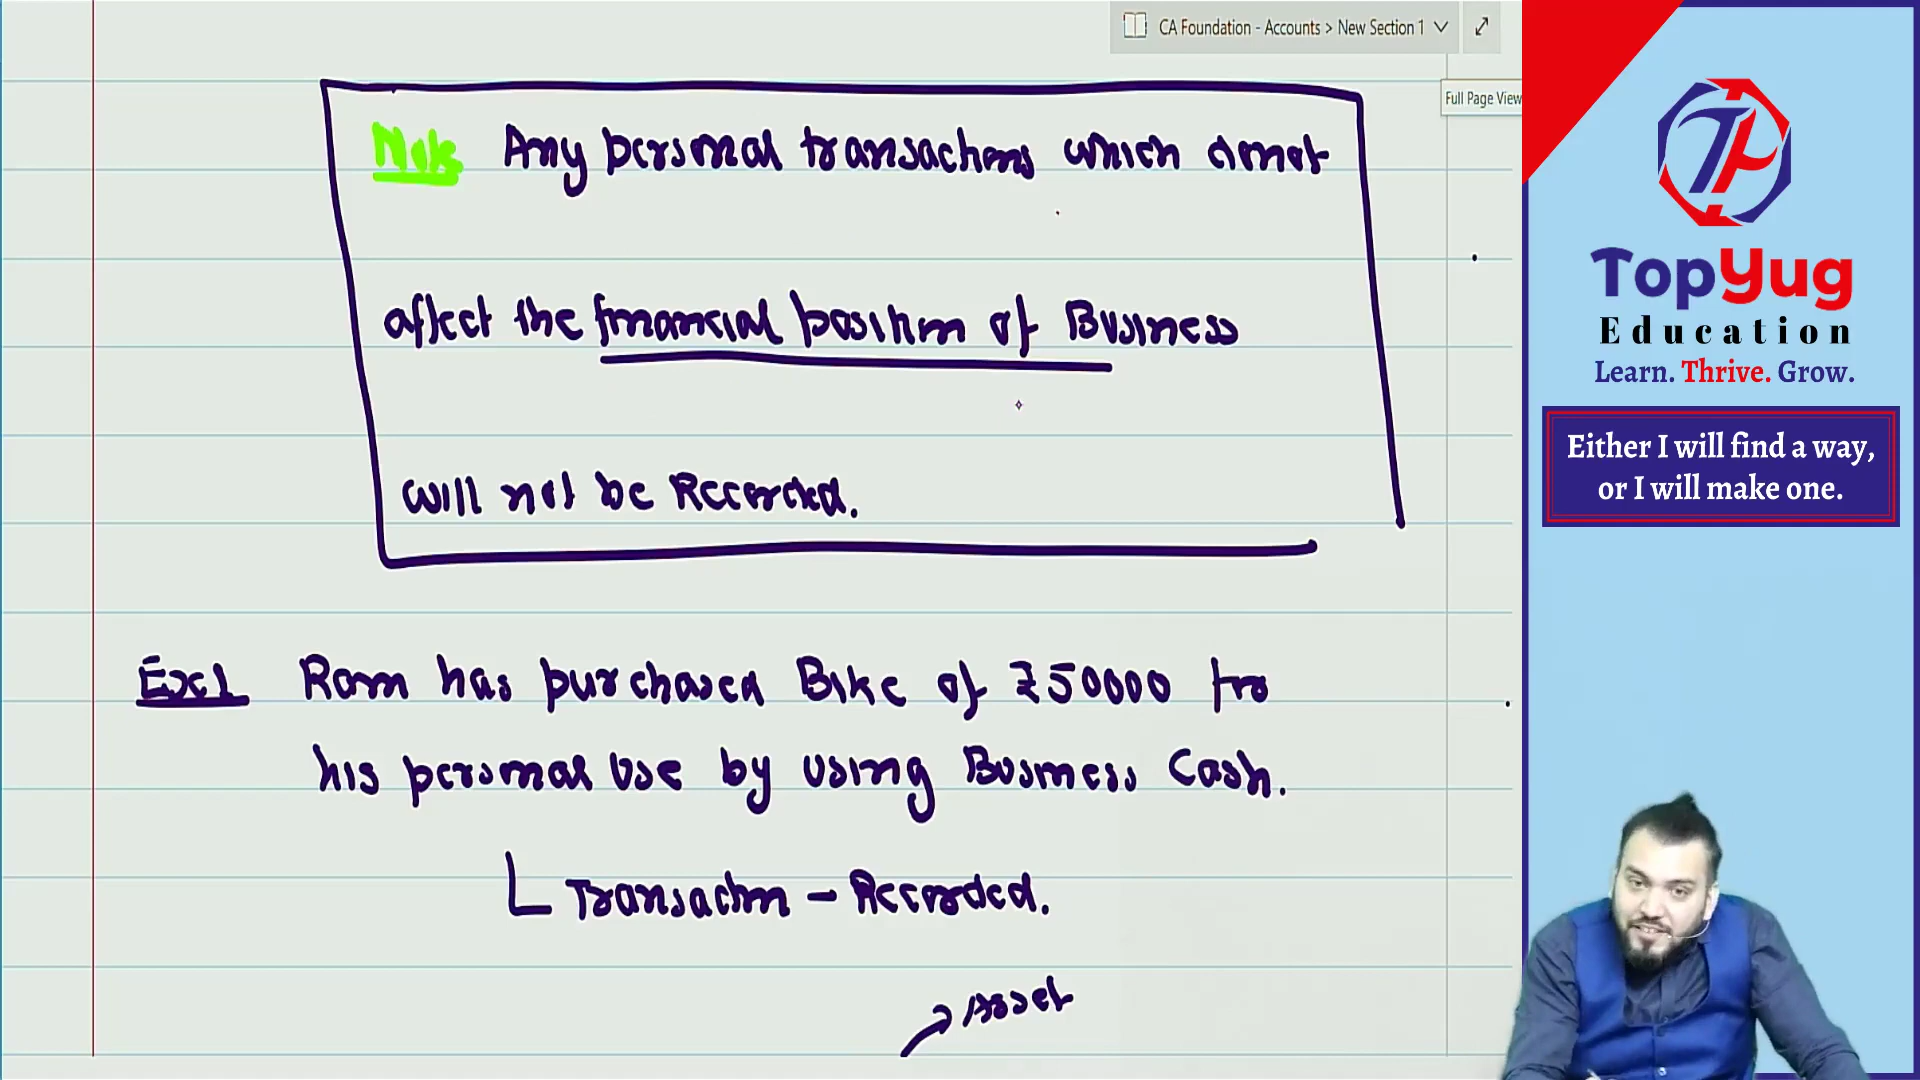 CA Foundation - Accounts > New Section 1
Full Page View
Note Any personal transactions which donot
affect the financial position of Business
will not be Recorded.
Ex1 Ram has purchased Bike of ₹50000 for
his personal use by using Business Cash.
Transaction - Recorded.
Asset
TopYug
Education
Learn. Thrive. Grow.
Either I will find a way,
or I will make one.